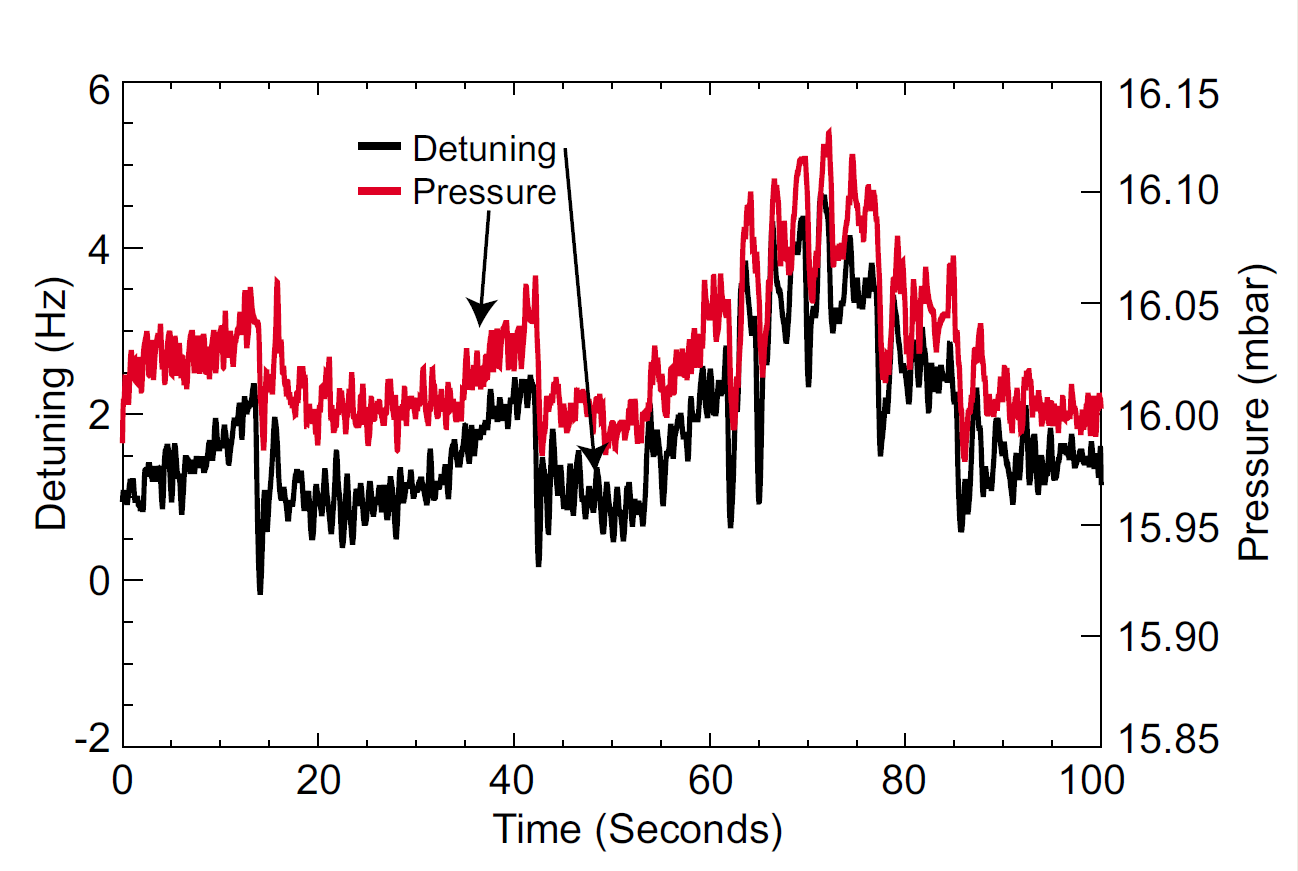 Detuning
Pressure
6
4
2
0
-2
Detuning (Hz)
16.15
16.10
16.05
16.00
15.95
15.90
15.85
Pressure (mbar)
0 20 40 60 80 100
Time (Seconds)